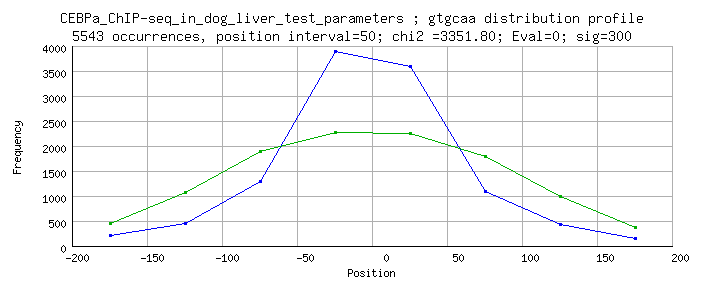 CEBPa_ChIP-seq_in_dog_liver_test_parameters ; gtgcaa distribution profile
5543 occurrences, position interval=50; chi2 =3351.80; Eval=0; sig=300
4000
3500
3000
2500
2000
1500
1000
500
0
Frequency
-200 -150 -100 -50 0 50 100 150 200
Position